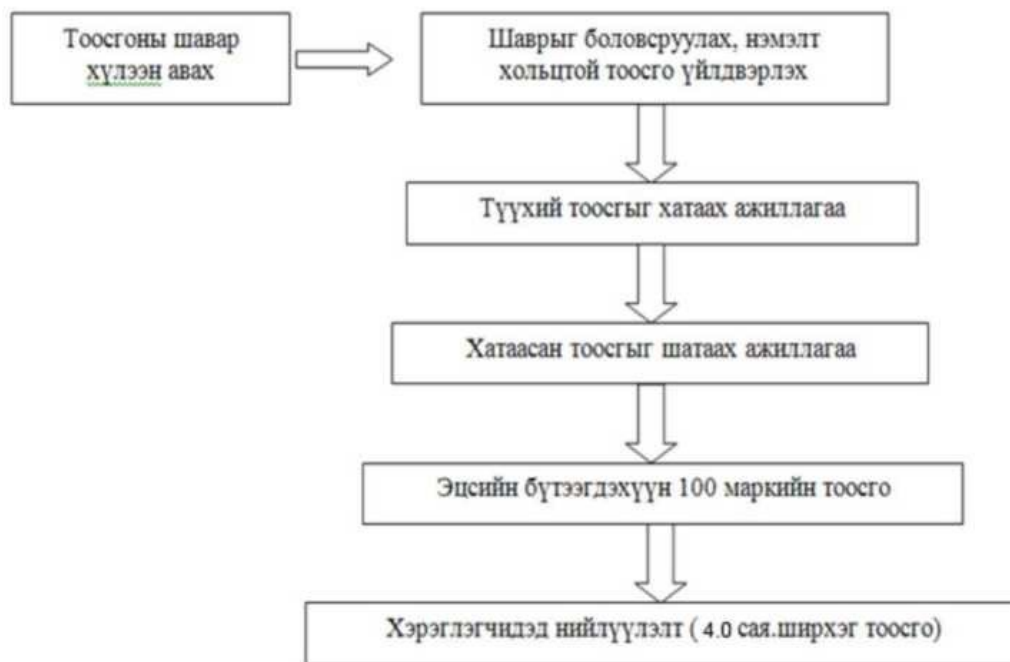 Тоосгоны шавар
хүлээн авах
Шаврыг боловсруулах, нэмэлт
хольцтой тоосго үйлдвэрлэх
Түүхий тоосгыг хатаах ажиллагаа
Хатаасан тоосгыг шатаах ажиллагаа
Эцсийн бүтээгдэхүүн 100 маркийн тоосго
Хэрэглэгчидэд нийлүүлэлт ( 4.0 сая.ширхэг тоосго)